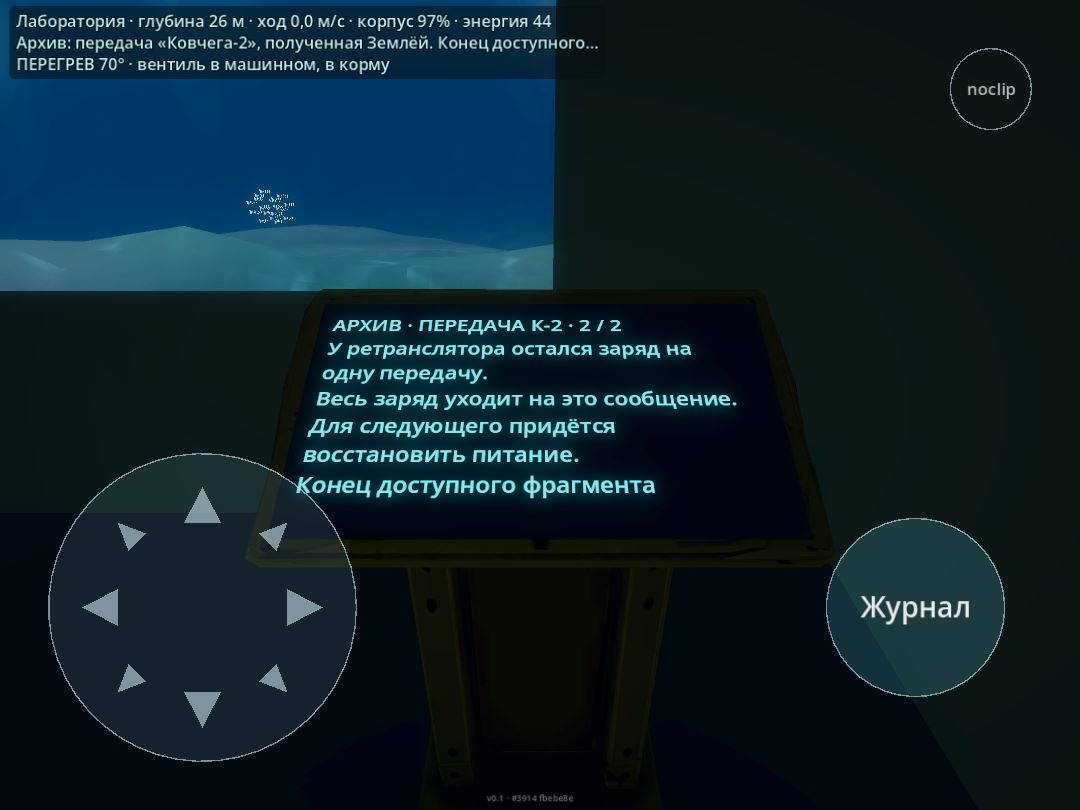 Лаборатория · глубина 26 м · ход 0,0 м/с · корпус 97% · энергия 44
Архив: передача «Ковчега-2», полученная Землёй. Конец доступного...
ПЕРЕГРЕВ 70° · вентиль в машинном, в корму
noclip
АРХИВ · ПЕРЕДАЧА К-2 · 2 / 2
У ретранслятора остался заряд на
одну передачу.
Весь заряд уходит на это сообщение.
Для следующего придётся
восстановить питание.
Конец доступного фрагмента
Журнал
v0.1 · #3914 fbebe8e